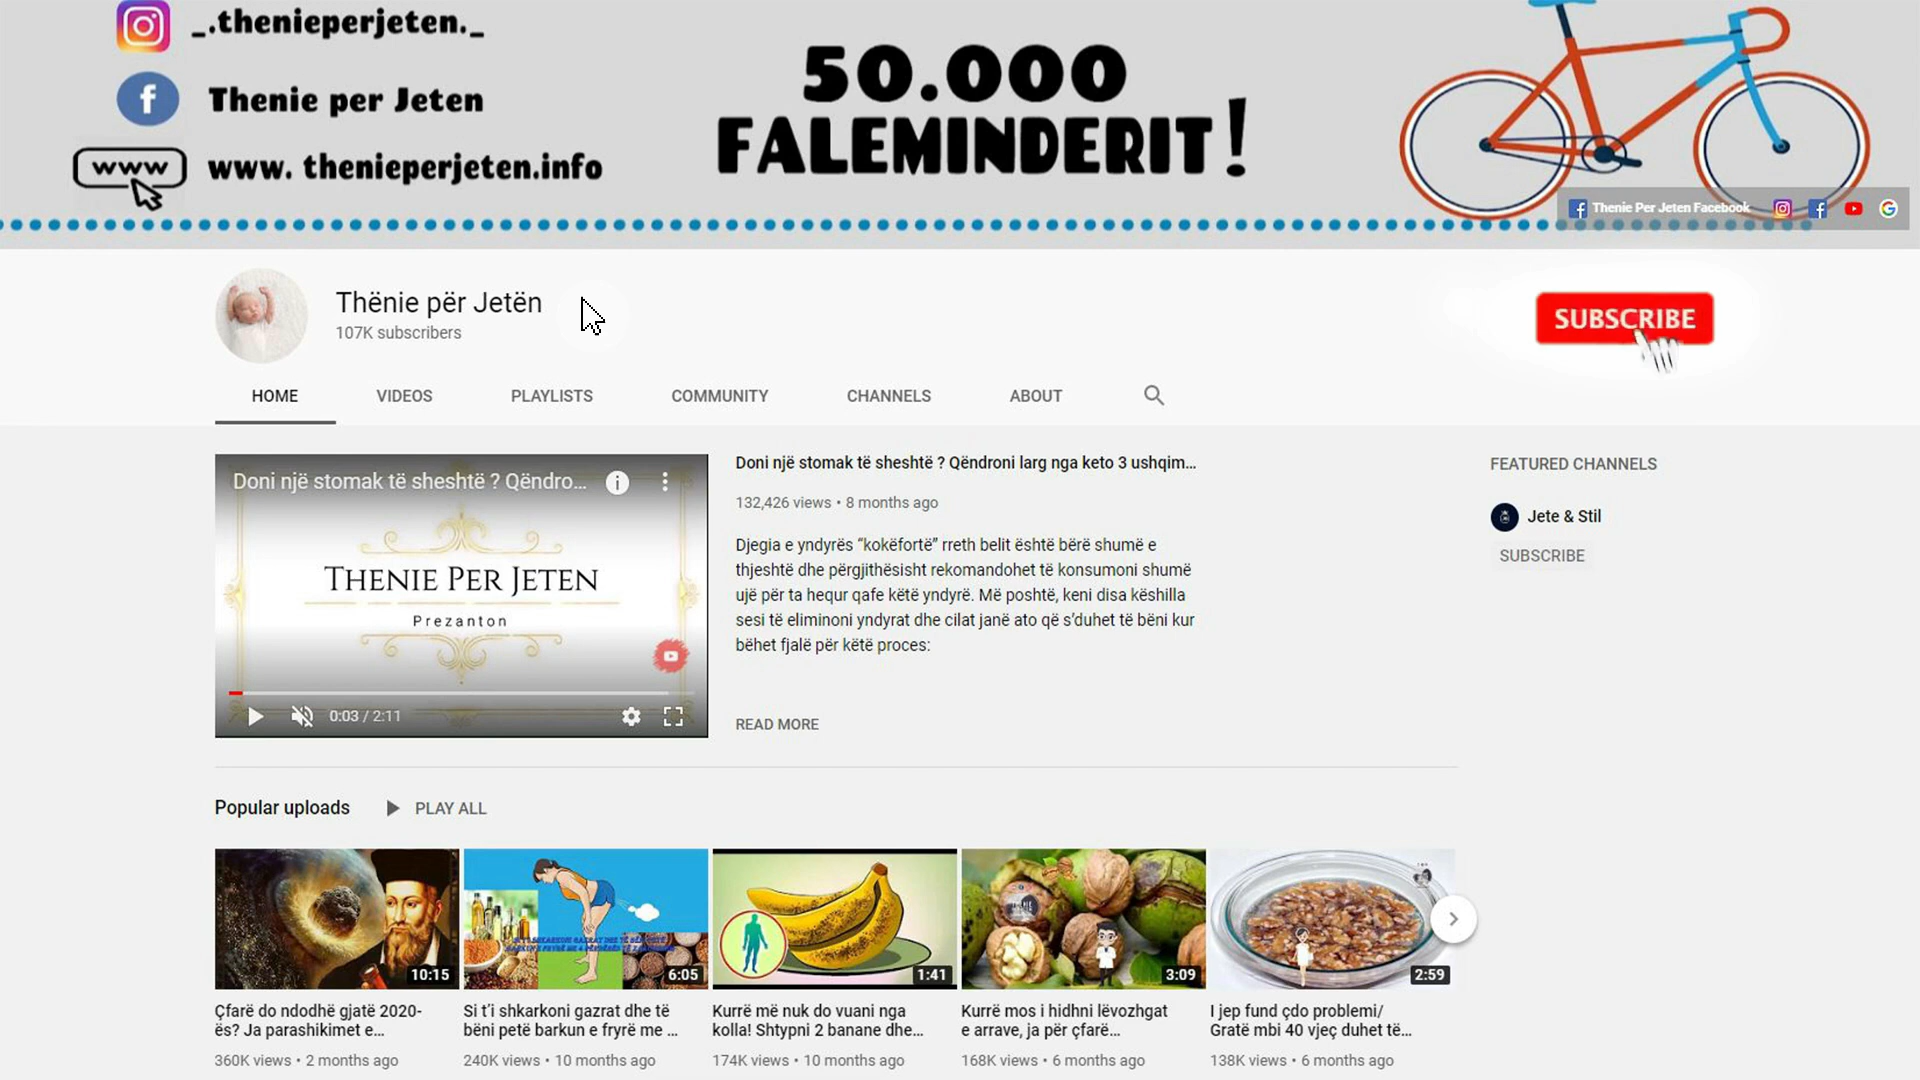 _.thenieperjeten._
Thenie per Jeten
www
www. thenieperjeten.info
50.000
FALEMINDERIT!
Thenie Per Jeten Facebook
Thënie për Jetën
107K subscribers
SUBSCRIBE
HOME
VIDEOS
PLAYLISTS
COMMUNITY
CHANNELS
ABOUT
Doni një stomak të sheshtë ? Qëndro...
THENIE PER JETEN
Prezanton
0:03 / 2:11
Doni një stomak të sheshtë ? Qëndroni larg nga keto 3 ushqim...
132,426 views • 8 months ago
Djegia e yndyrës “kokëfortë” rreth belit është bërë shumë e
thjeshtë dhe përgjithësisht rekomandohet të konsumoni shumë
ujë për ta hequr qafe këtë yndyrë. Më poshtë, keni disa këshilla
sesi të eliminoni yndyrat dhe cilat janë ato që s’duhet të bëni kur
bëhet fjalë për këtë proces:
READ MORE
FEATURED CHANNELS
Jete & Stil
SUBSCRIBE
Popular uploads
PLAY ALL
10:15
Çfarë do ndodhë gjatë 2020-
ës? Ja parashikimet e...
360K views • 2 months ago
6:05
Si t’i shkarkoni gazrat dhe të
bëni petë barkun e fryrë me ...
240K views • 10 months ago
1:41
Kurrë më nuk do vuani nga
kolla! Shtypni 2 banane dhe...
174K views • 10 months ago
3:09
Kurrë mos i hidhni lëvozhgat
e arrave, ja për çfarë...
168K views • 6 months ago
2:59
I jep fund çdo problemi/
Gratë mbi 40 vjeç duhet të...
138K views • 6 months ago